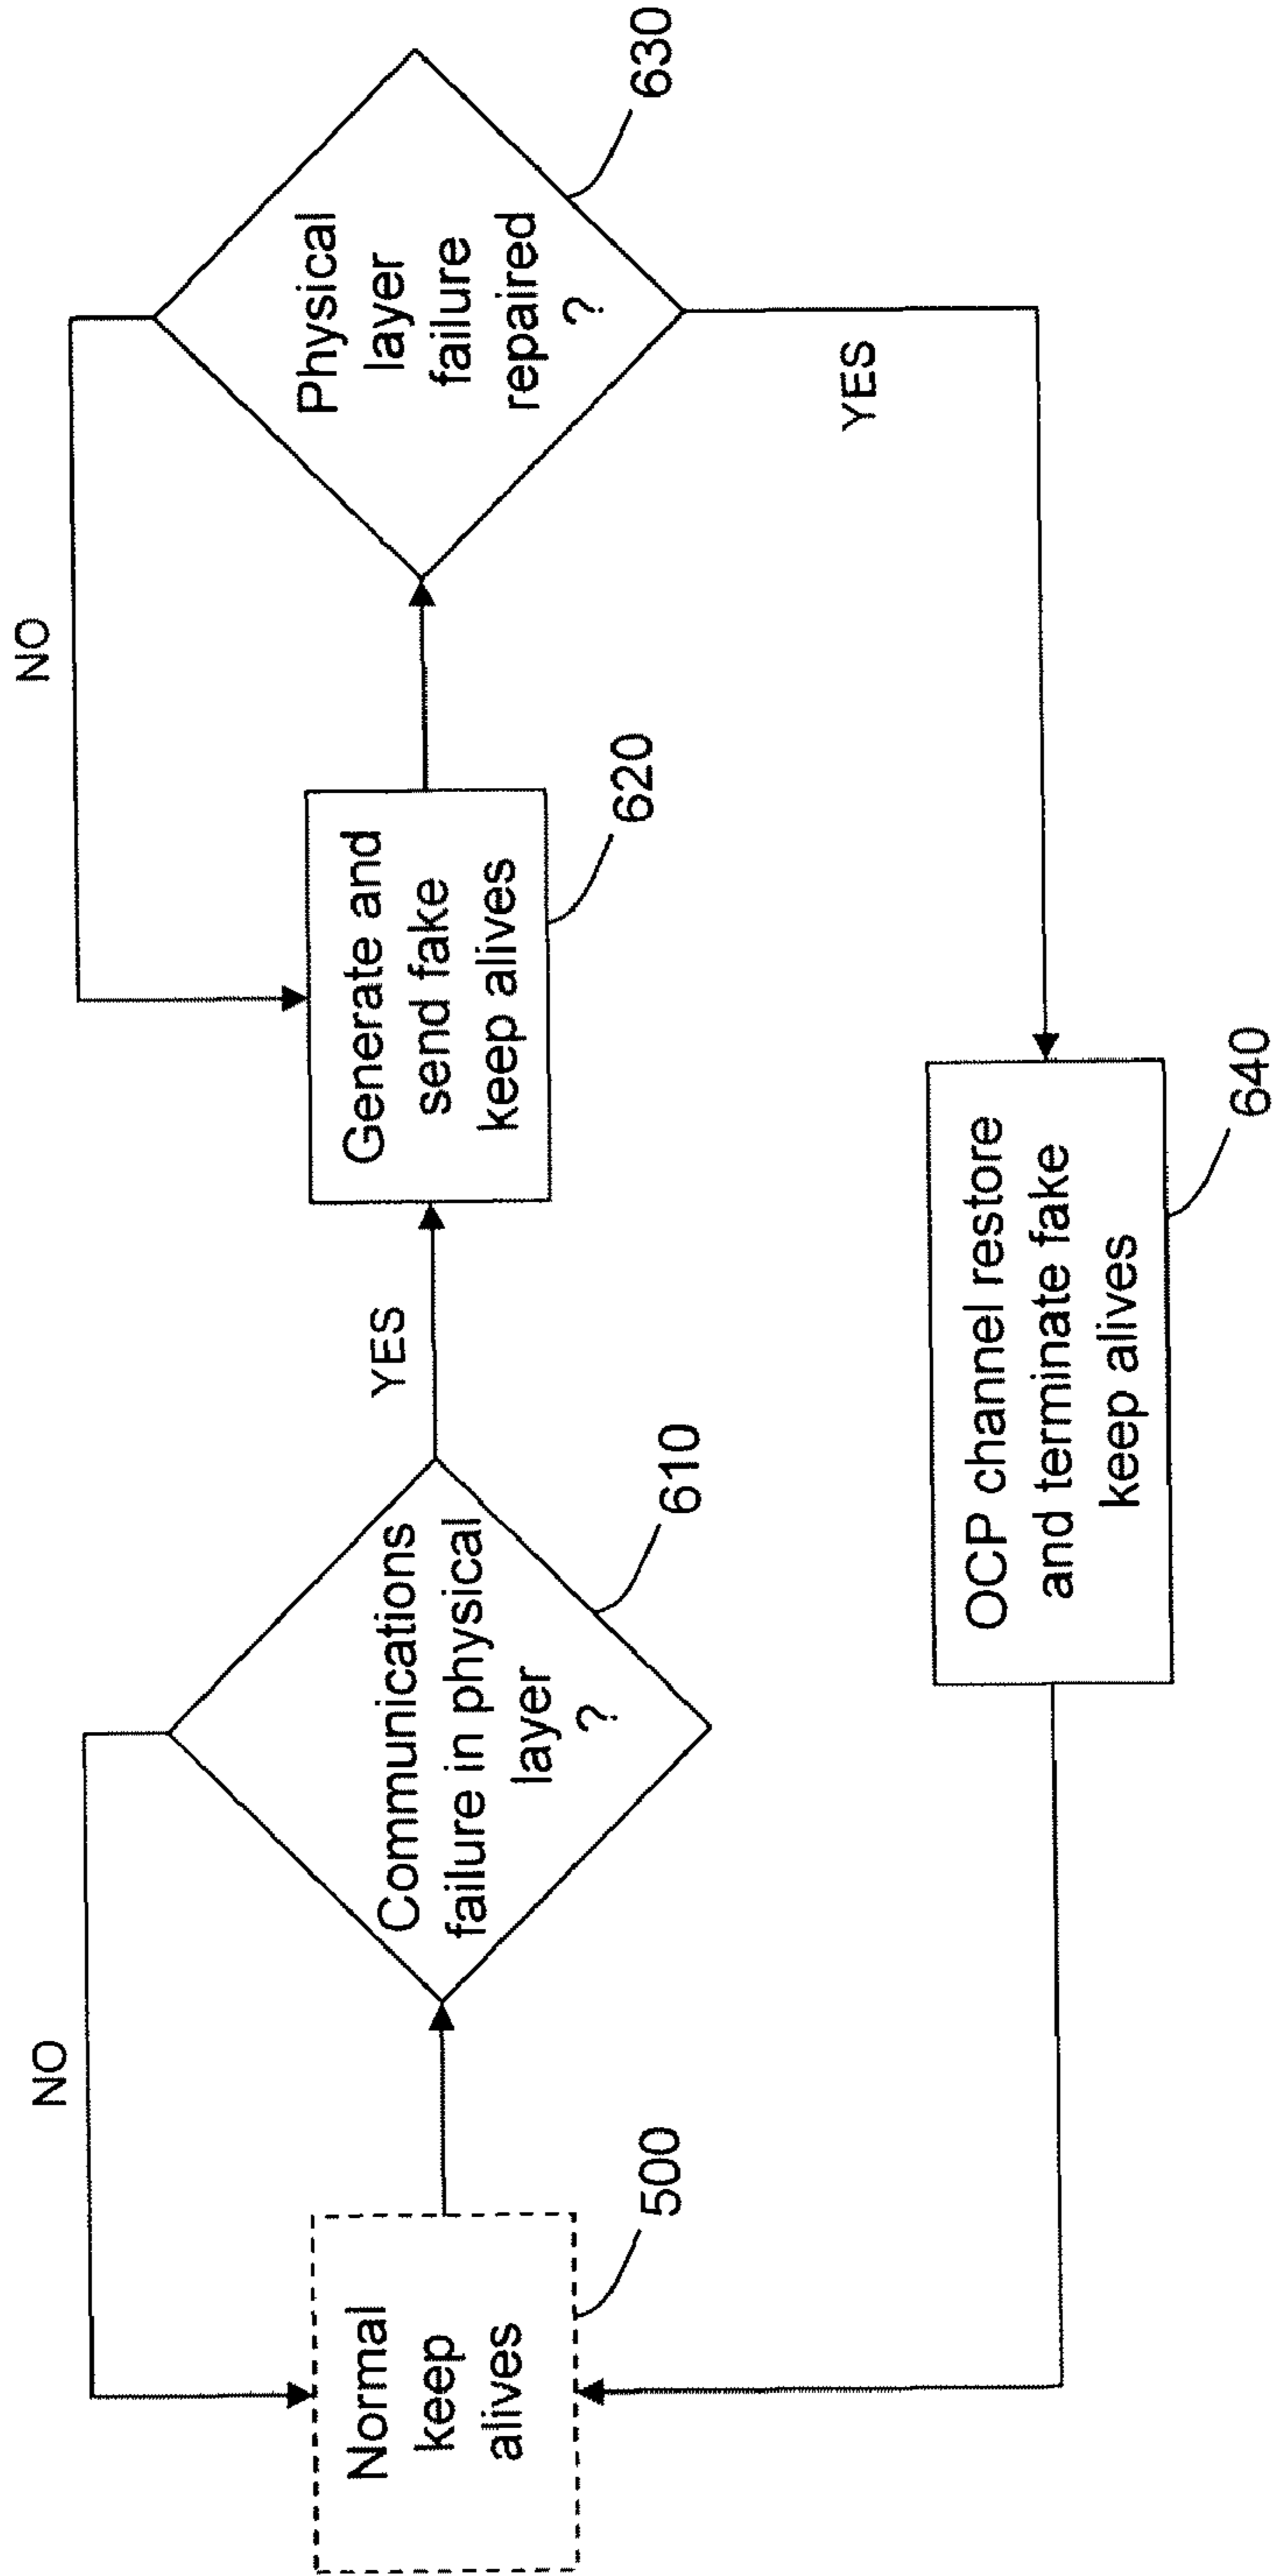 NO
Normal
keep
alives
500
Communications
failure in physical
layer
?
610
YES
Generate and
send fake
keep alives
620
NO
Physical
layer
failure
repaired
?
630
YES
OCP channel restore
and terminate fake
keep alives
640